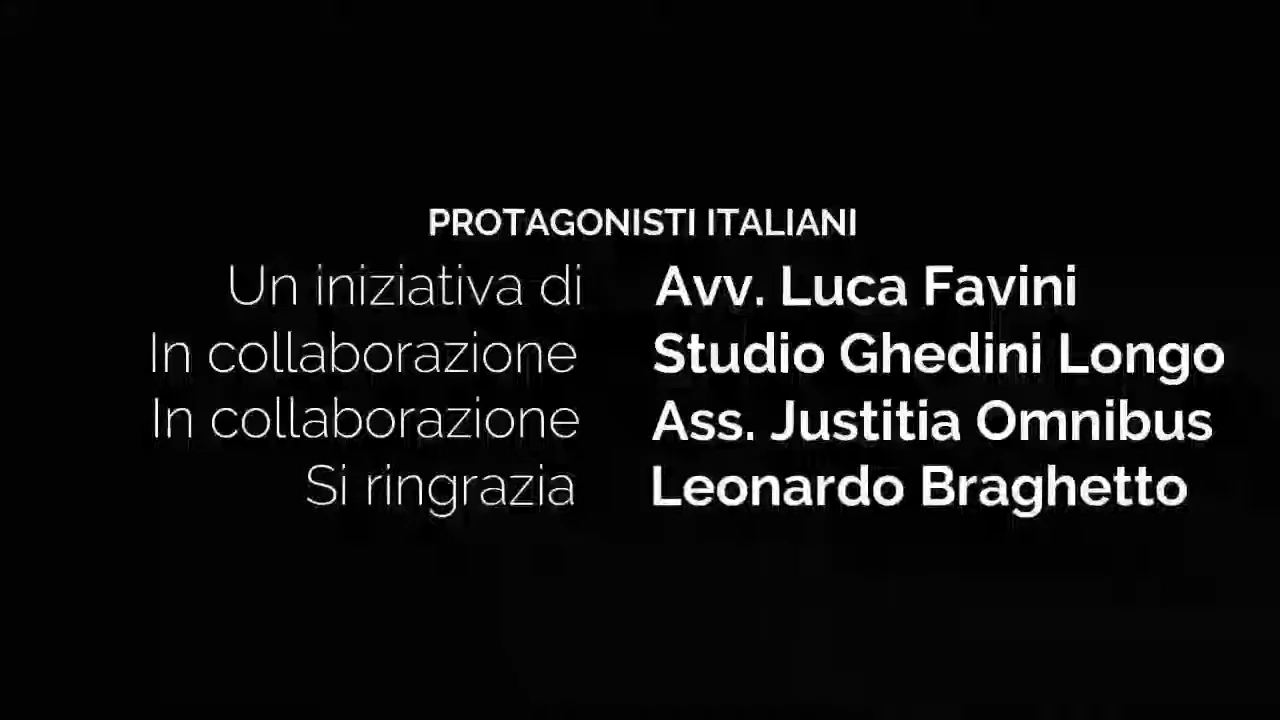 PROTAGONISTI ITALIANI
Un iniziativa di Avv. Luca Favini
In collaborazione Studio Ghedini Longo
In collaborazione Ass. Justitia Omnibus
Si ringrazia Leonardo Braghetto